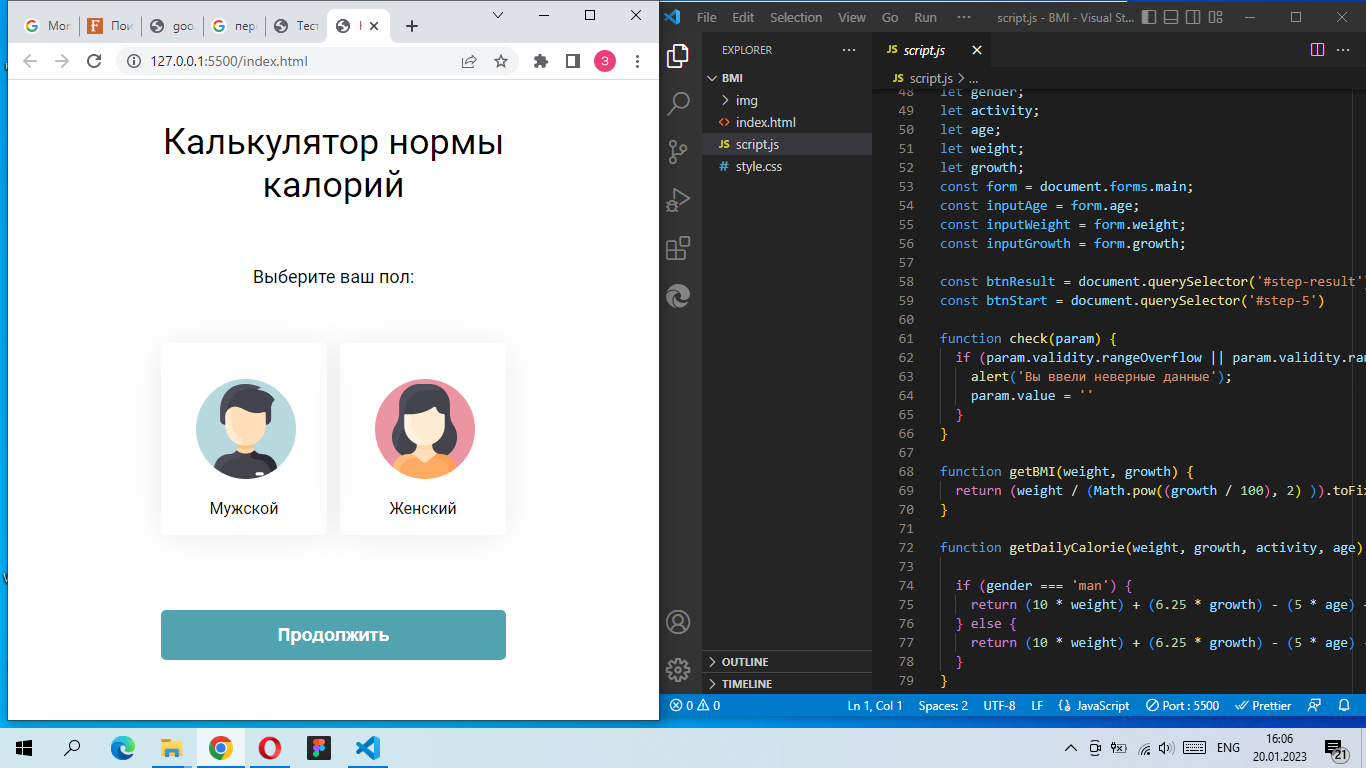 Мог
Пои
goo
пер
Тест
127.0.0.1:5500/index.html
3
Калькулятор нормы
калорий
Выберите ваш пол:
Мужской
Женский
Продолжить
File Edit Selection View Go Run ···
script.js - BMI - Visual St...
EXPLORER
BMI
img
index.html
JS script.js
# style.css
OUTLINE
TIMELINE
JS script.js
JS script.js > ...
48 let gender;
49 let activity;
50 let age;
51 let weight;
52 let growth;
53 const form = document.forms.main;
54 const inputAge = form.age;
55 const inputWeight = form.weight;
56 const inputGrowth = form.growth;
57
58 const btnResult = document.querySelector('#step-result'
59 const btnStart = document.querySelector('#step-5')
60
61 function check(param) {
62 if (param.validity.rangeOverflow || param.validity.ran
63 alert('Вы ввели неверные данные');
64 param.value = ''
65 }
66 }
67
68 function getBMI(weight, growth) {
69 return (weight / (Math.pow((growth / 100), 2) )).toFix
70 }
71
72 function getDailyCalorie(weight, growth, activity, age)
73
74 if (gender === 'man') {
75 return (10 * weight) + (6.25 * growth) - (5 * age)
76 } else {
77 return (10 * weight) + (6.25 * growth) - (5 * age)
78 }
79 }
0 0 Ln 1, Col 1 Spaces: 2 UTF-8 LF {} JavaScript Port : 5500 Prettier
ENG
16:06
20.01.2023
21